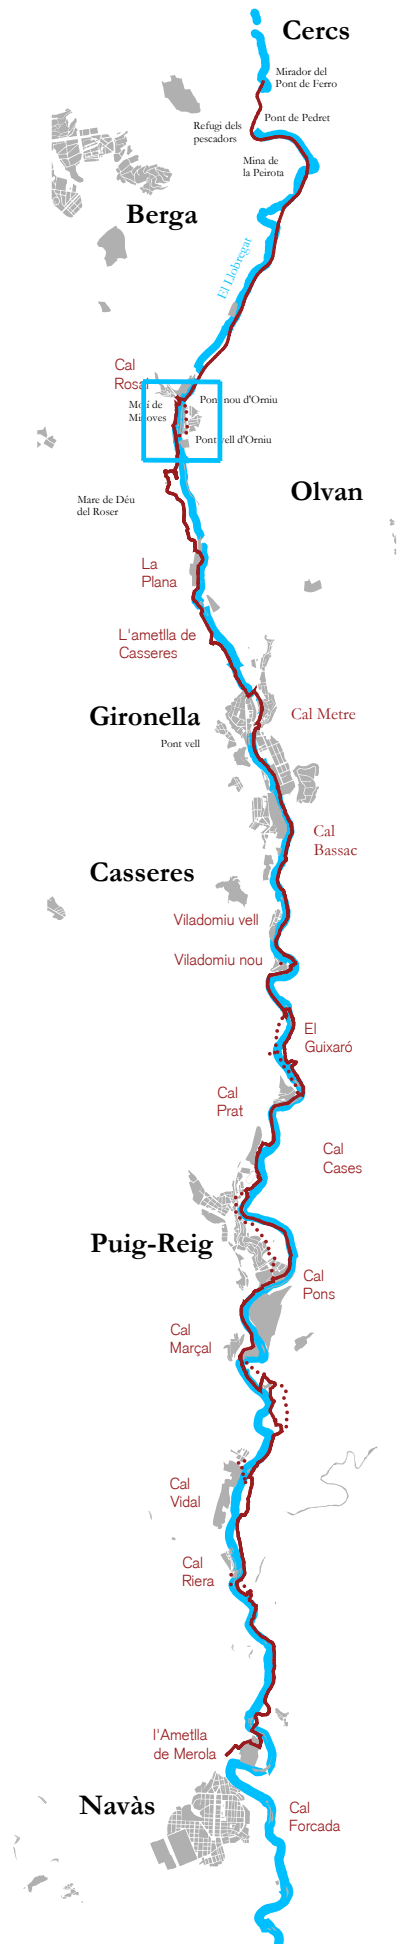 Cercs
Mirador del
Pont de Ferro
Pont de Pedret
Refugi dels
pescadors
Mina de
la Peirota
Berga
El Llobregat
Cal
Rosal
Pont nou d'Orniu
Molí de
Minoves
Pont vell d'Orniu
Olvan
Mare de Déu
del Roser
La
Plana
L'ametlla de
Casseres
Gironella
Cal Metre
Pont vell
Cal
Bassac
Casseres
Viladomiu vell
Viladomiu nou
El
Guixaró
Cal
Prat
Cal
Cases
Puig-Reig
Cal
Pons
Cal
Marçal
Cal
Vidal
Cal
Riera
l'Ametlla
de Merola
Navàs
Cal
Forcada